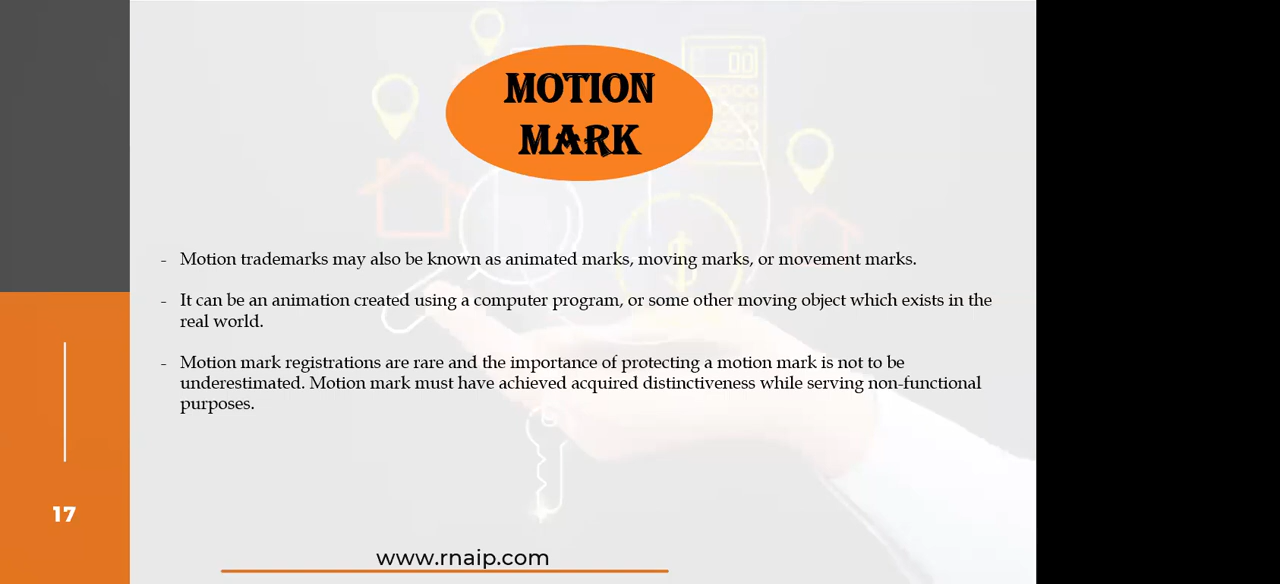 MOTION
MARK
- Motion trademarks may also be known as animated marks, moving marks, or movement marks.
- It can be an animation created using a computer program, or some other moving object which exists in the
real world.
- Motion mark registrations are rare and the importance of protecting a motion mark is not to be
underestimated. Motion mark must have achieved acquired distinctiveness while serving non-functional
purposes.
17
www.rnaip.com